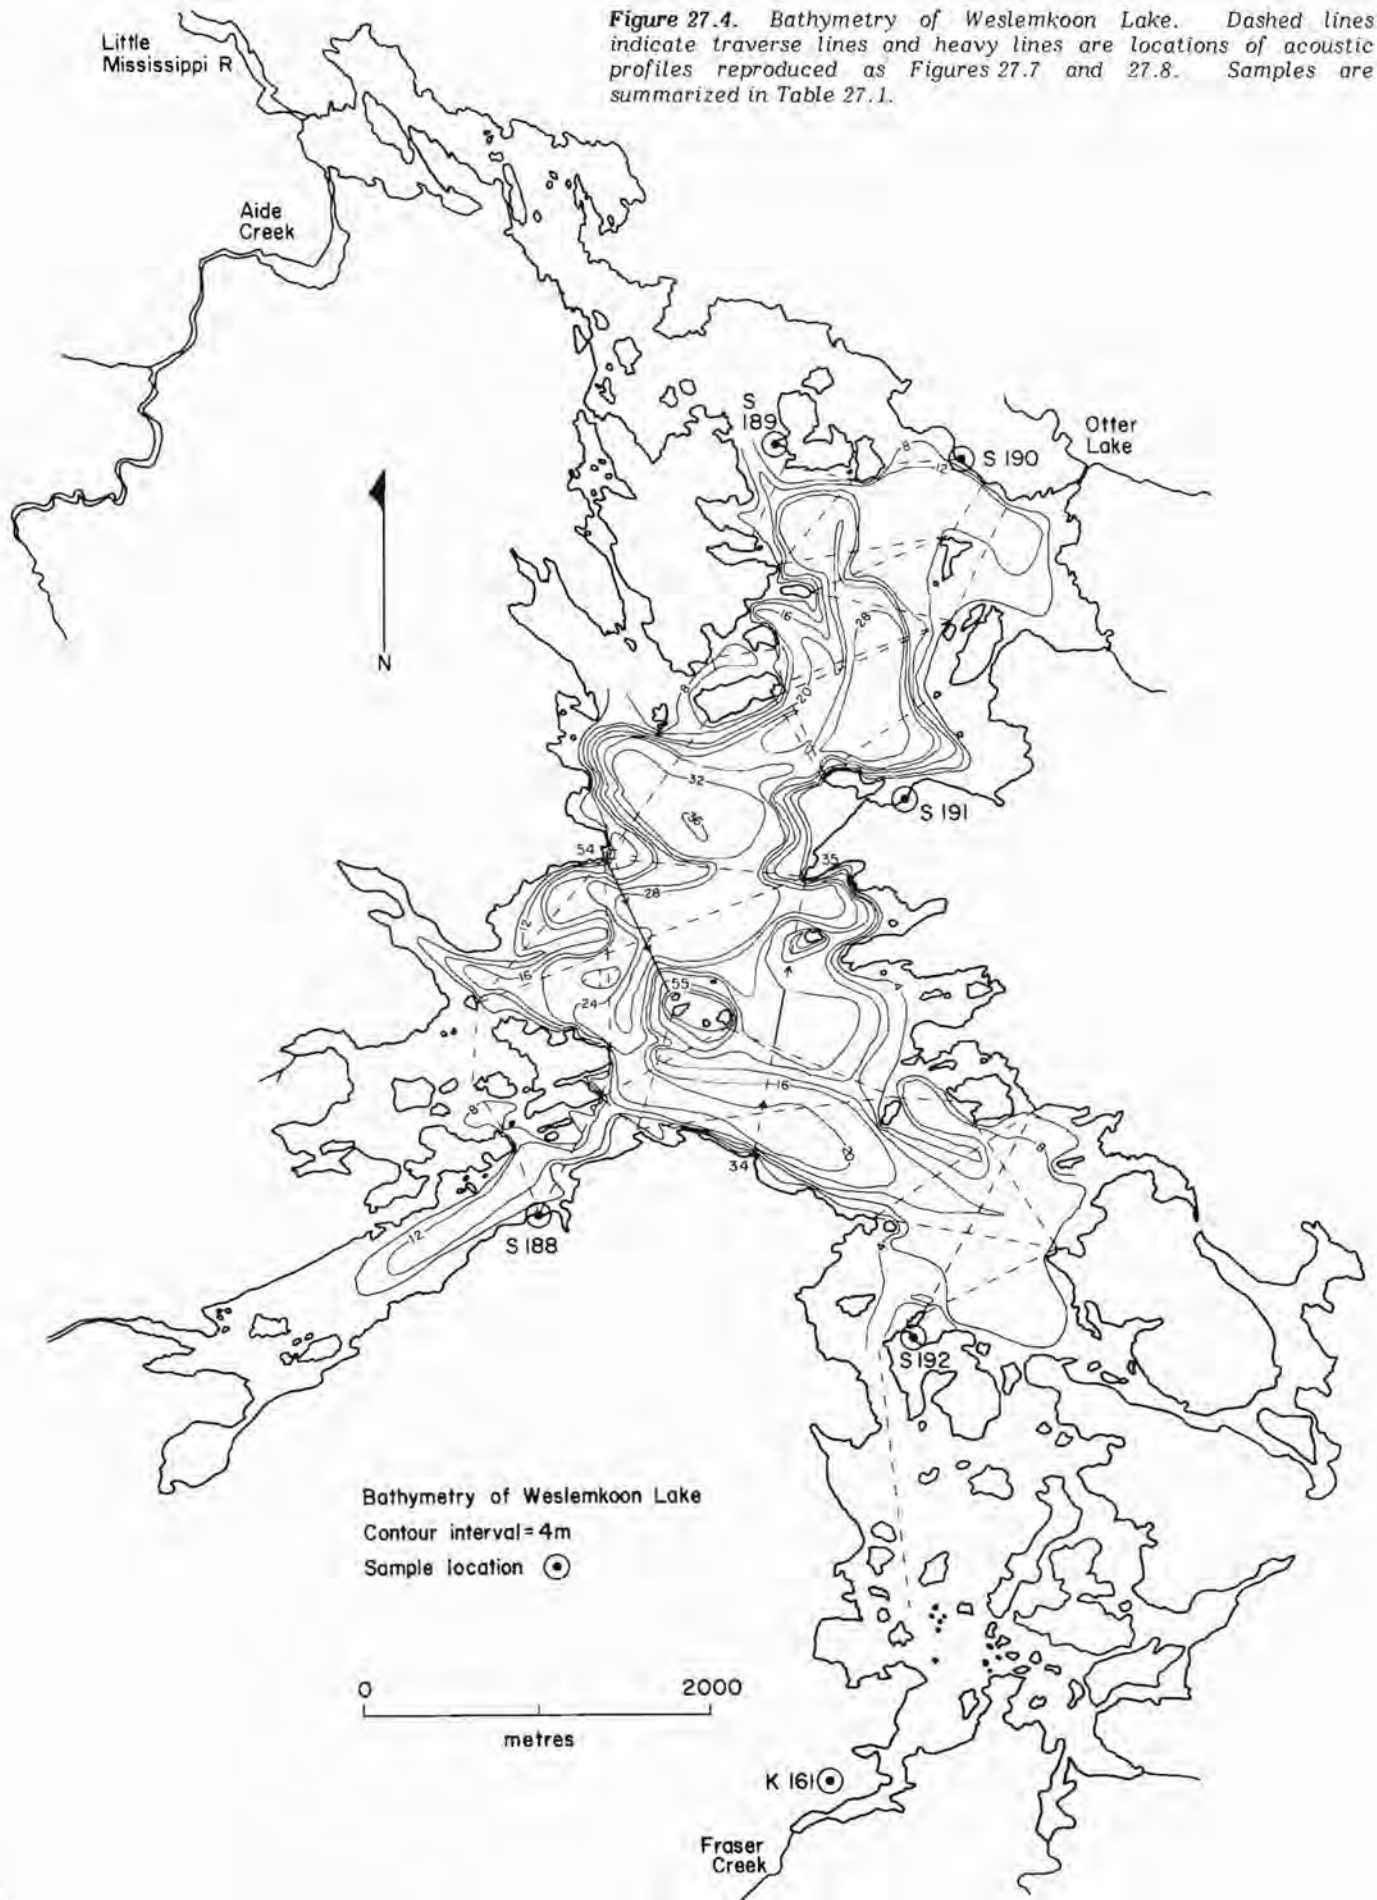 Figure 27.4. Bathymetry of Weslemkoon Lake. Dashed lines
indicate traverse lines and heavy lines are locations of acoustic
profiles reproduced as Figures 27.7 and 27.8. Samples are
summarized in Table 27.1.
Little
Mississippi R
Aide
Creek
S
189
Otter
Lake
8
12
S 190
N
16
28
8
20
32
36
S 191
54
35
28
12
16
55
24
16
8
8
20
34
12
S 188
4
S 192
Bathymetry of Weslemkoon Lake
Contour interval = 4m
Sample location
0 2000
metres
K 161
Fraser
Creek